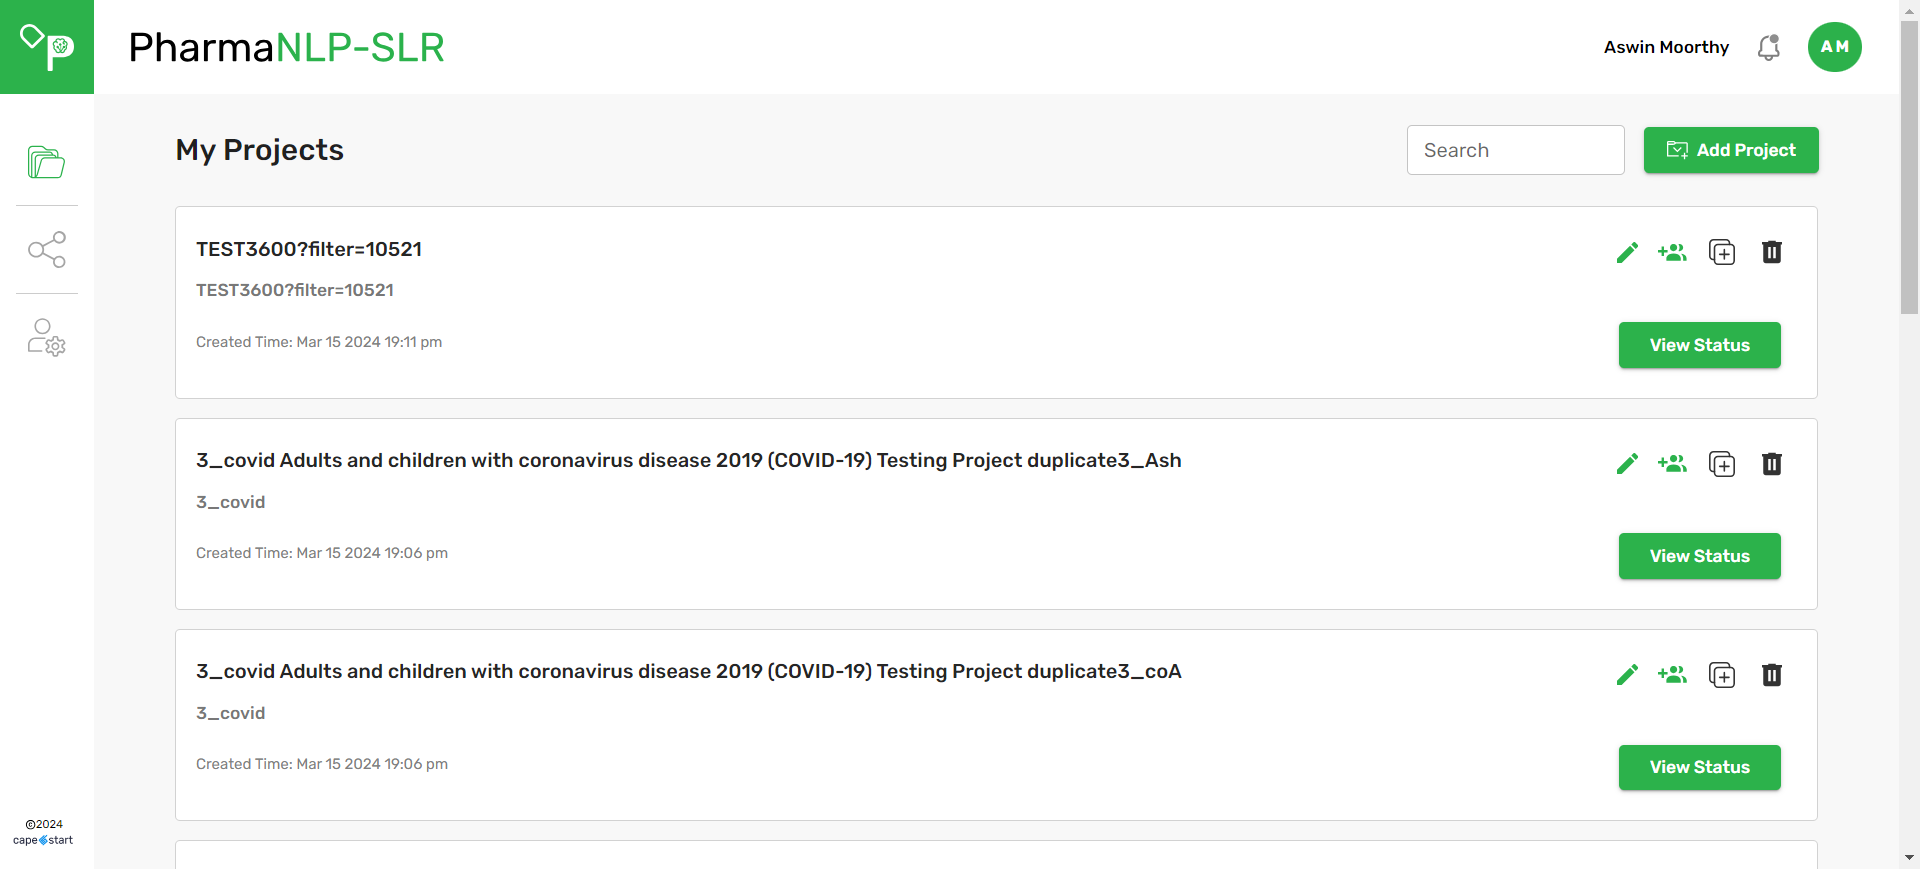 PharmaNLP-SLR
Aswin Moorthy
AM
My Projects
Search
Add Project
TEST3600?filter=10521
TEST3600?filter=10521
Created Time: Mar 15 2024 19:11 pm
View Status
3_covid Adults and children with coronavirus disease 2019 (COVID-19) Testing Project duplicate3_Ash
3_covid
Created Time: Mar 15 2024 19:06 pm
View Status
3_covid Adults and children with coronavirus disease 2019 (COVID-19) Testing Project duplicate3_coA
3_covid
Created Time: Mar 15 2024 19:06 pm
View Status
©2024
capestart